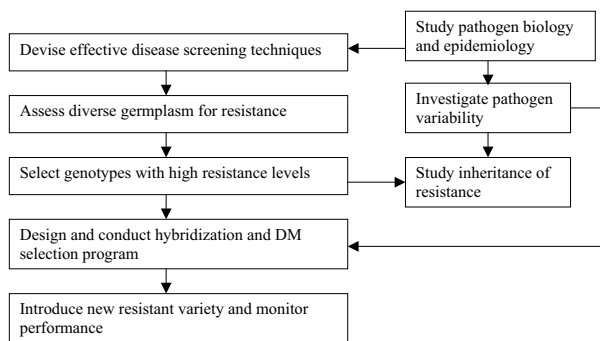 Study pathogen biology
and epidemiology
Devise effective disease screening techniques
Assess diverse germplasm for resistance
Investigate pathogen
variability
Select genotypes with high resistance levels
Study inheritance of
resistance
Design and conduct hybridization and DM
selection program
Introduce new resistant variety and monitor
performance